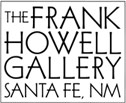 THE FRANK
HOWELL
GALLERY
SANTA FE, NM